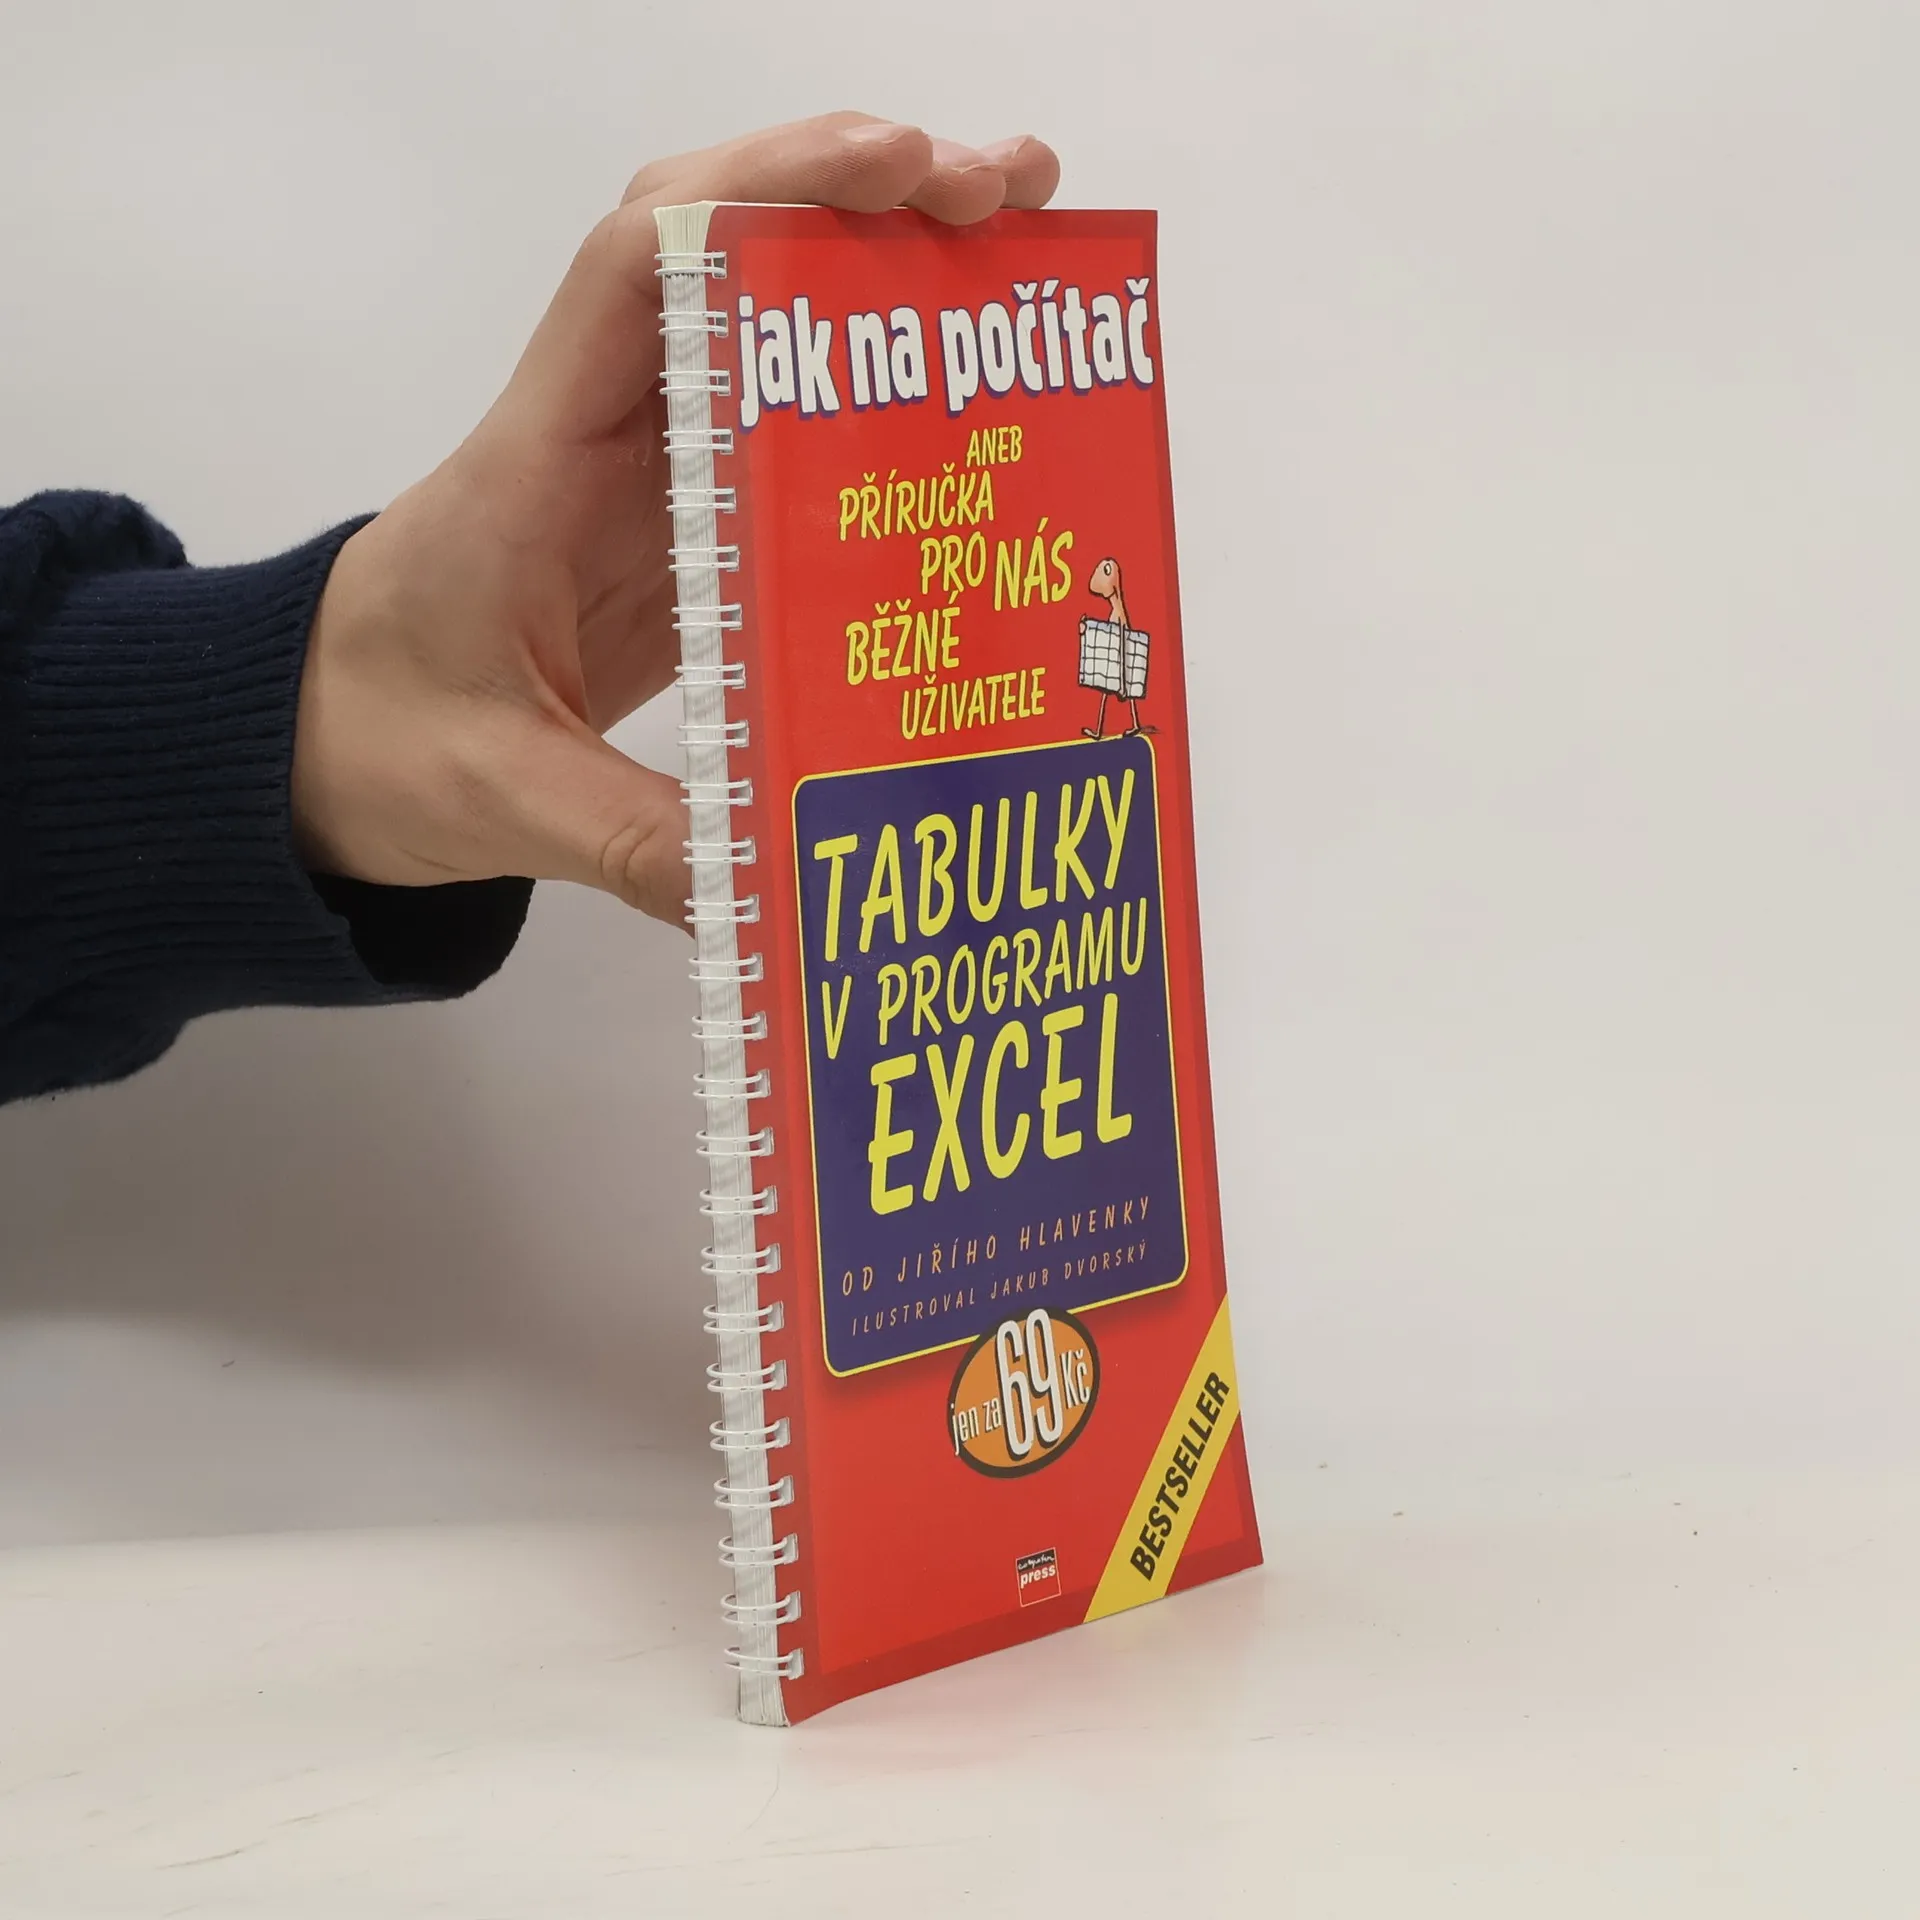 jak na počítač
ANEB
PŘÍRUČKA
PRO NÁS
BĚŽNÉ
UŽIVATELE
TABULKY
V PROGRAMU
EXCEL
OD JIŘÍHO HLAVENKY
ILUSTROVAL JAKUB DVORSKÝ
jen za 69 Kč
BESTSELLER
computer
press